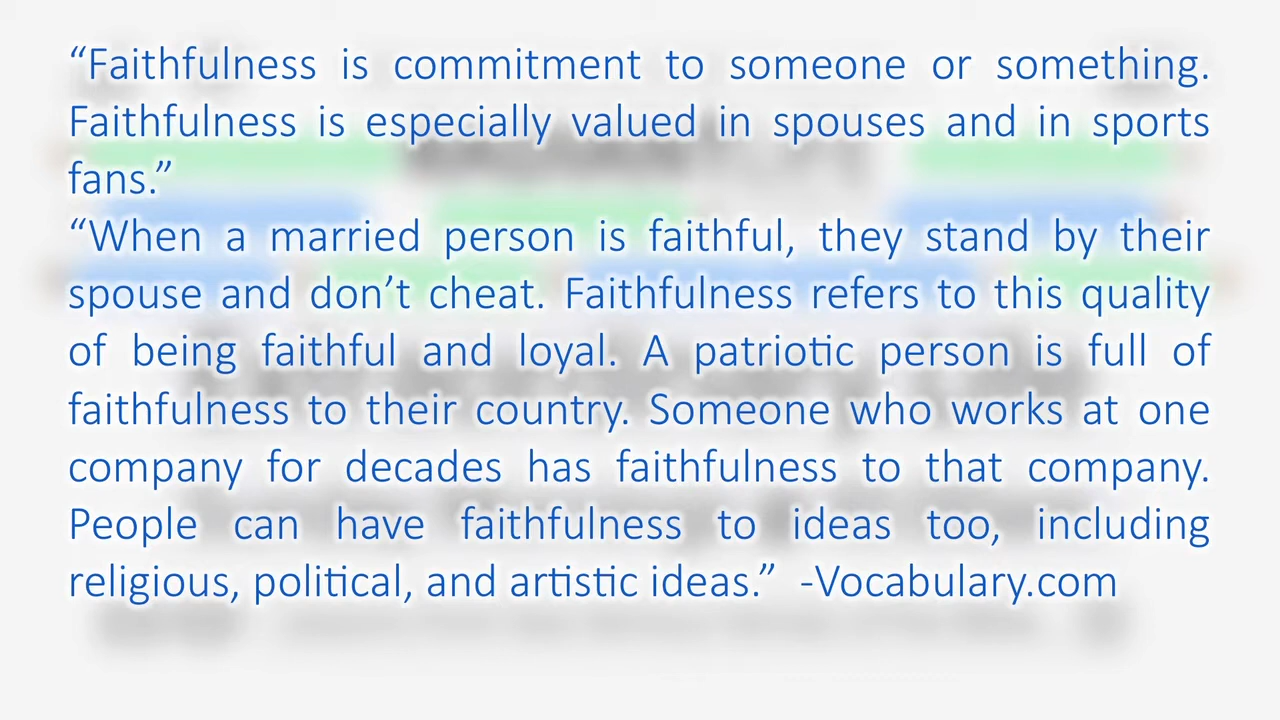 “Faithfulness is commitment to someone or something.
Faithfulness is especially valued in spouses and in sports
fans.”
“When a married person is faithful, they stand by their
spouse and don’t cheat. Faithfulness refers to this quality
of being faithful and loyal. A patriotic person is full of
faithfulness to their country. Someone who works at one
company for decades has faithfulness to that company.
People can have faithfulness to ideas too, including
religious, political, and artistic ideas.” -Vocabulary.com